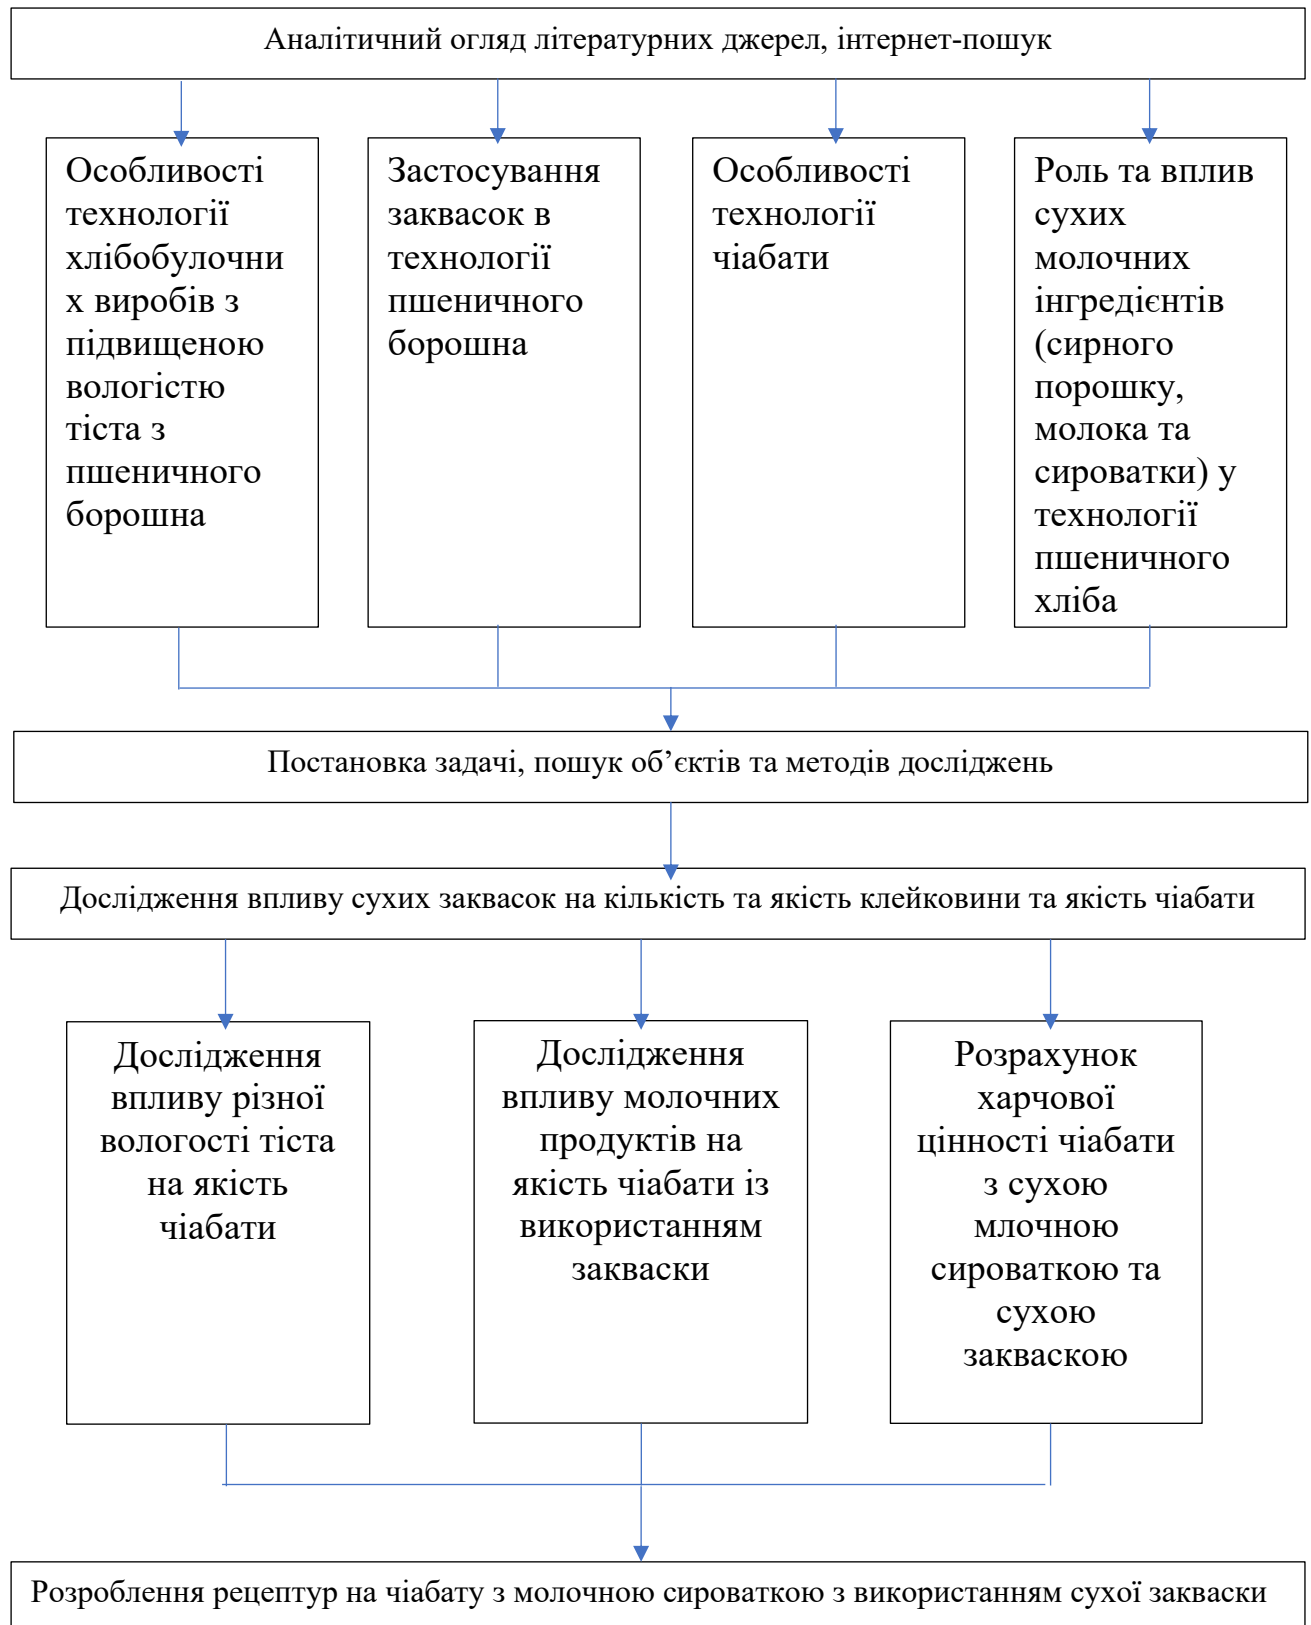 Аналітичний огляд літературних джерел, інтернет-пошук
Особливості
технології
хлібобулочни
х виробів з
підвищеною
вологістю
тіста з
пшеничного
борошна
Застосування
заквасок в
технології
пшеничного
борошна
Особливості
технології
чіабати
Роль та вплив
сухих
молочних
інгредієнтів
(сирного
порошку,
молока та
сироватки) у
технології
пшеничного
хліба
Постановка задачі, пошук об’єктів та методів досліджень
Дослідження впливу сухих заквасок на кількість та якість клейковини та якість чіабати
Дослідження
впливу різної
вологості тіста
на якість
чіабати
Дослідження
впливу молочних
продуктів на
якість чіабати із
використанням
закваски
Розрахунок
харчової
цінності чіабати
з сухою
млочною
сироваткою та
сухою
закваскою
Розроблення рецептур на чіабату з молочною сироваткою з використанням сухої закваски